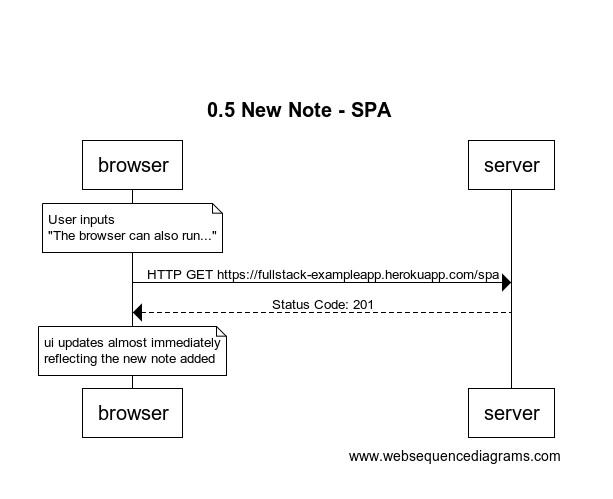 0.5 New Note - SPA
browser
server
User inputs
"The browser can also run..."
HTTP GET https://fullstack-exampleapp.herokuapp.com/spa
Status Code: 201
ui updates almost immediately
reflecting the new note added
browser
server
www.websequencediagrams.com